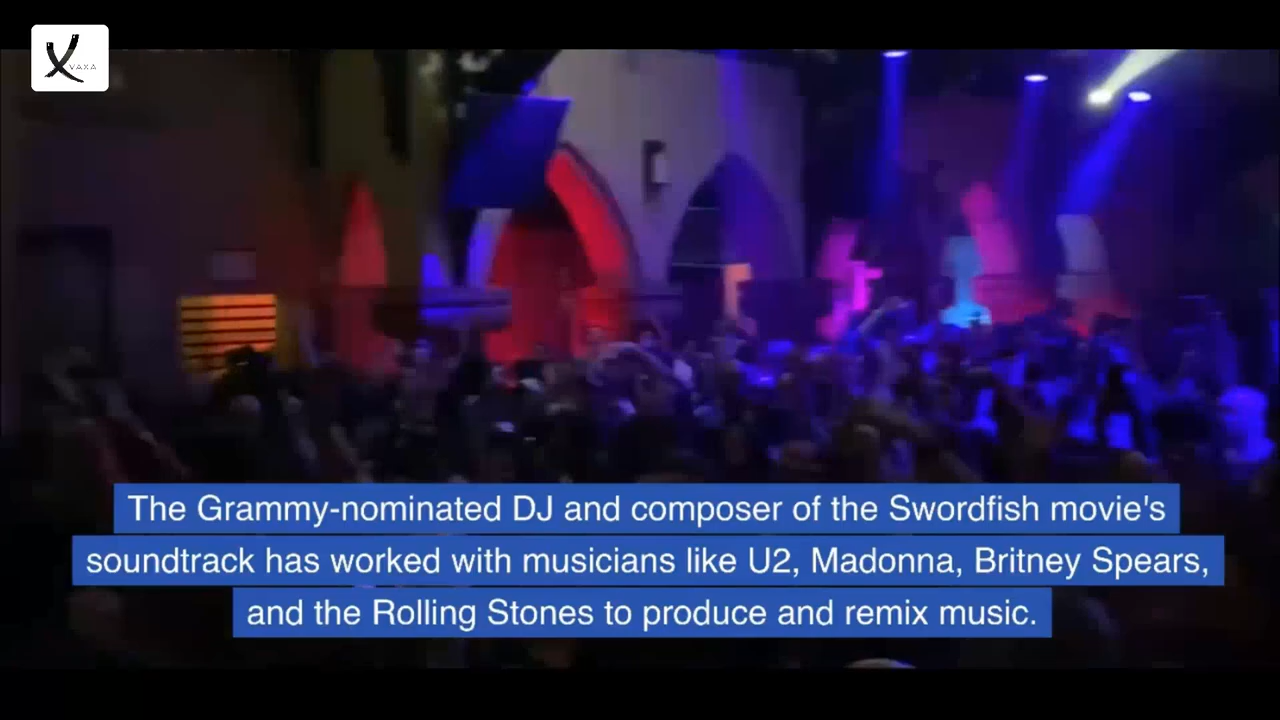 VAXA
The Grammy-nominated DJ and composer of the Swordfish movie's
soundtrack has worked with musicians like U2, Madonna, Britney Spears,
and the Rolling Stones to produce and remix music.